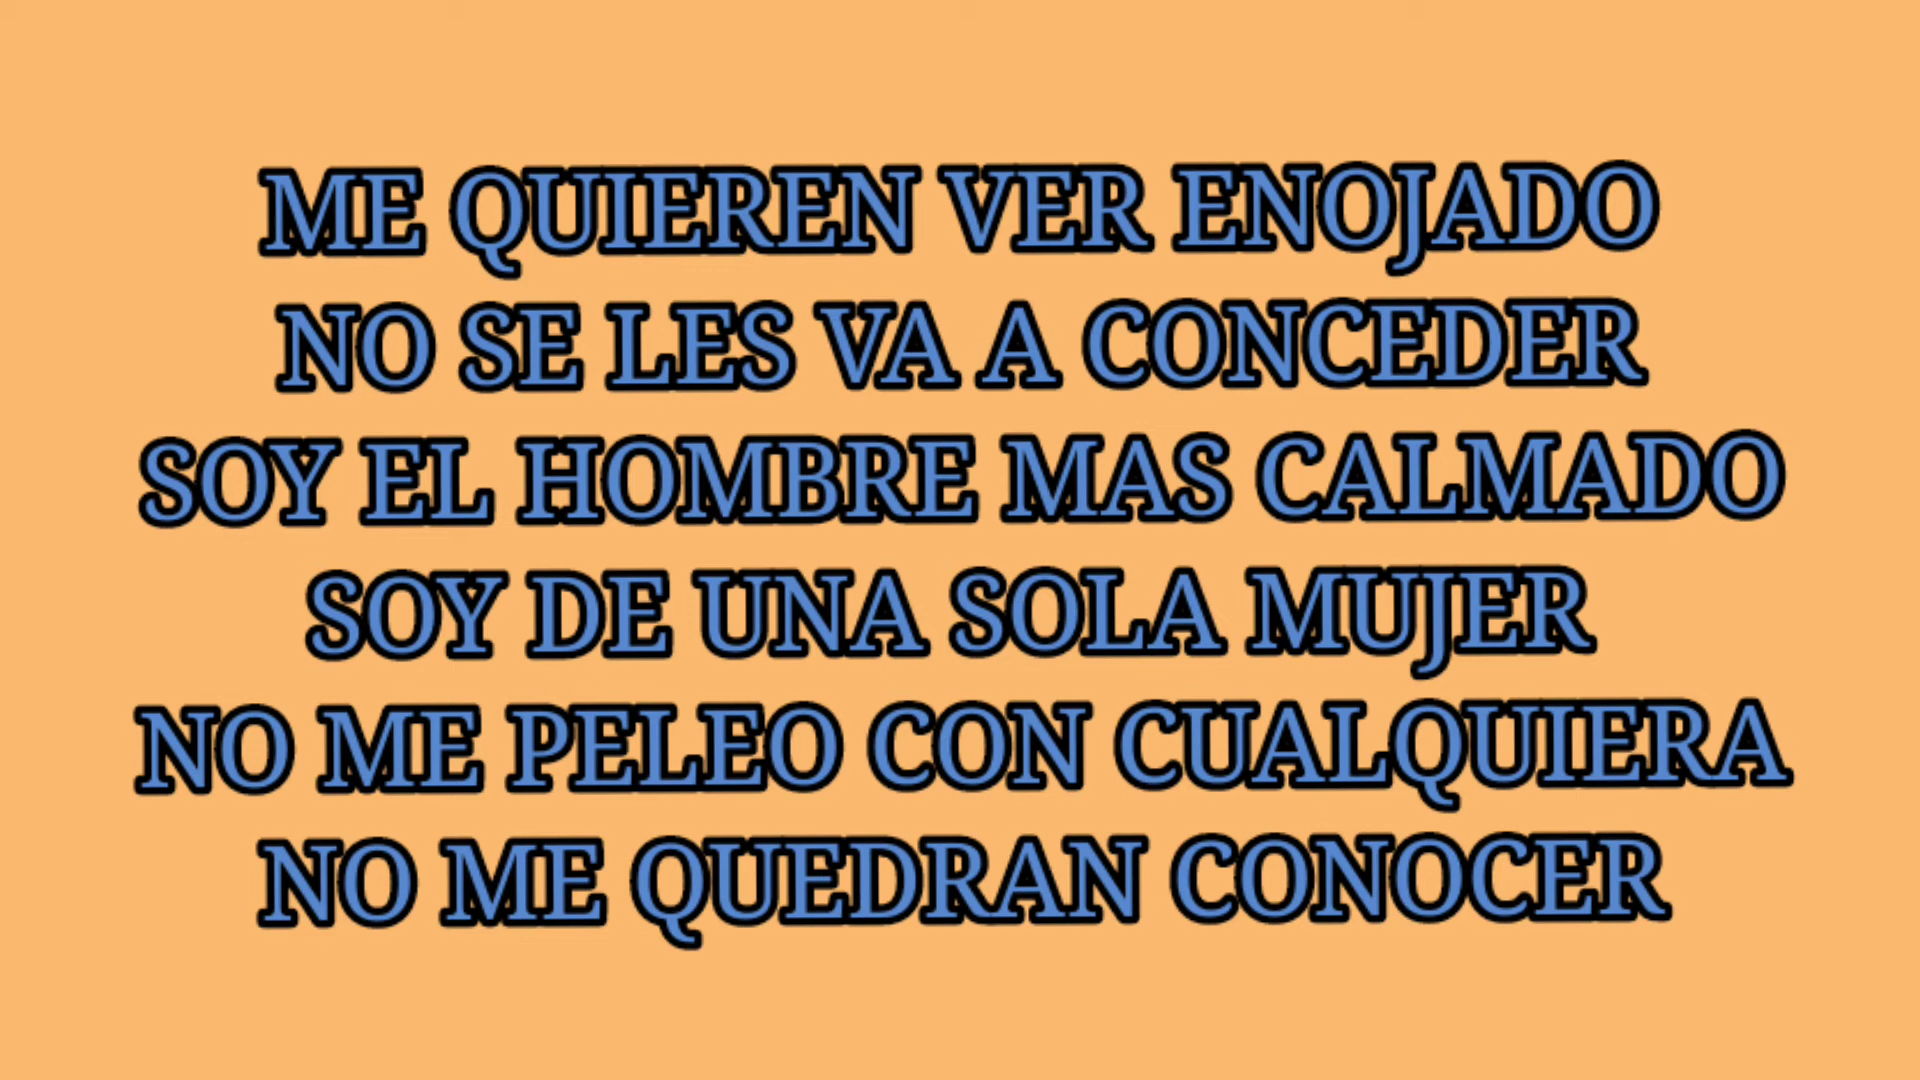 ME QUIEREN VER ENOJADO
NO SE LES VA A CONCEDER
SOY EL HOMBRE MAS CALMADO
SOY DE UNA SOLA MUJER
NO ME PELEO CON CUALQUIERA
NO ME QUEDRAN CONOCER